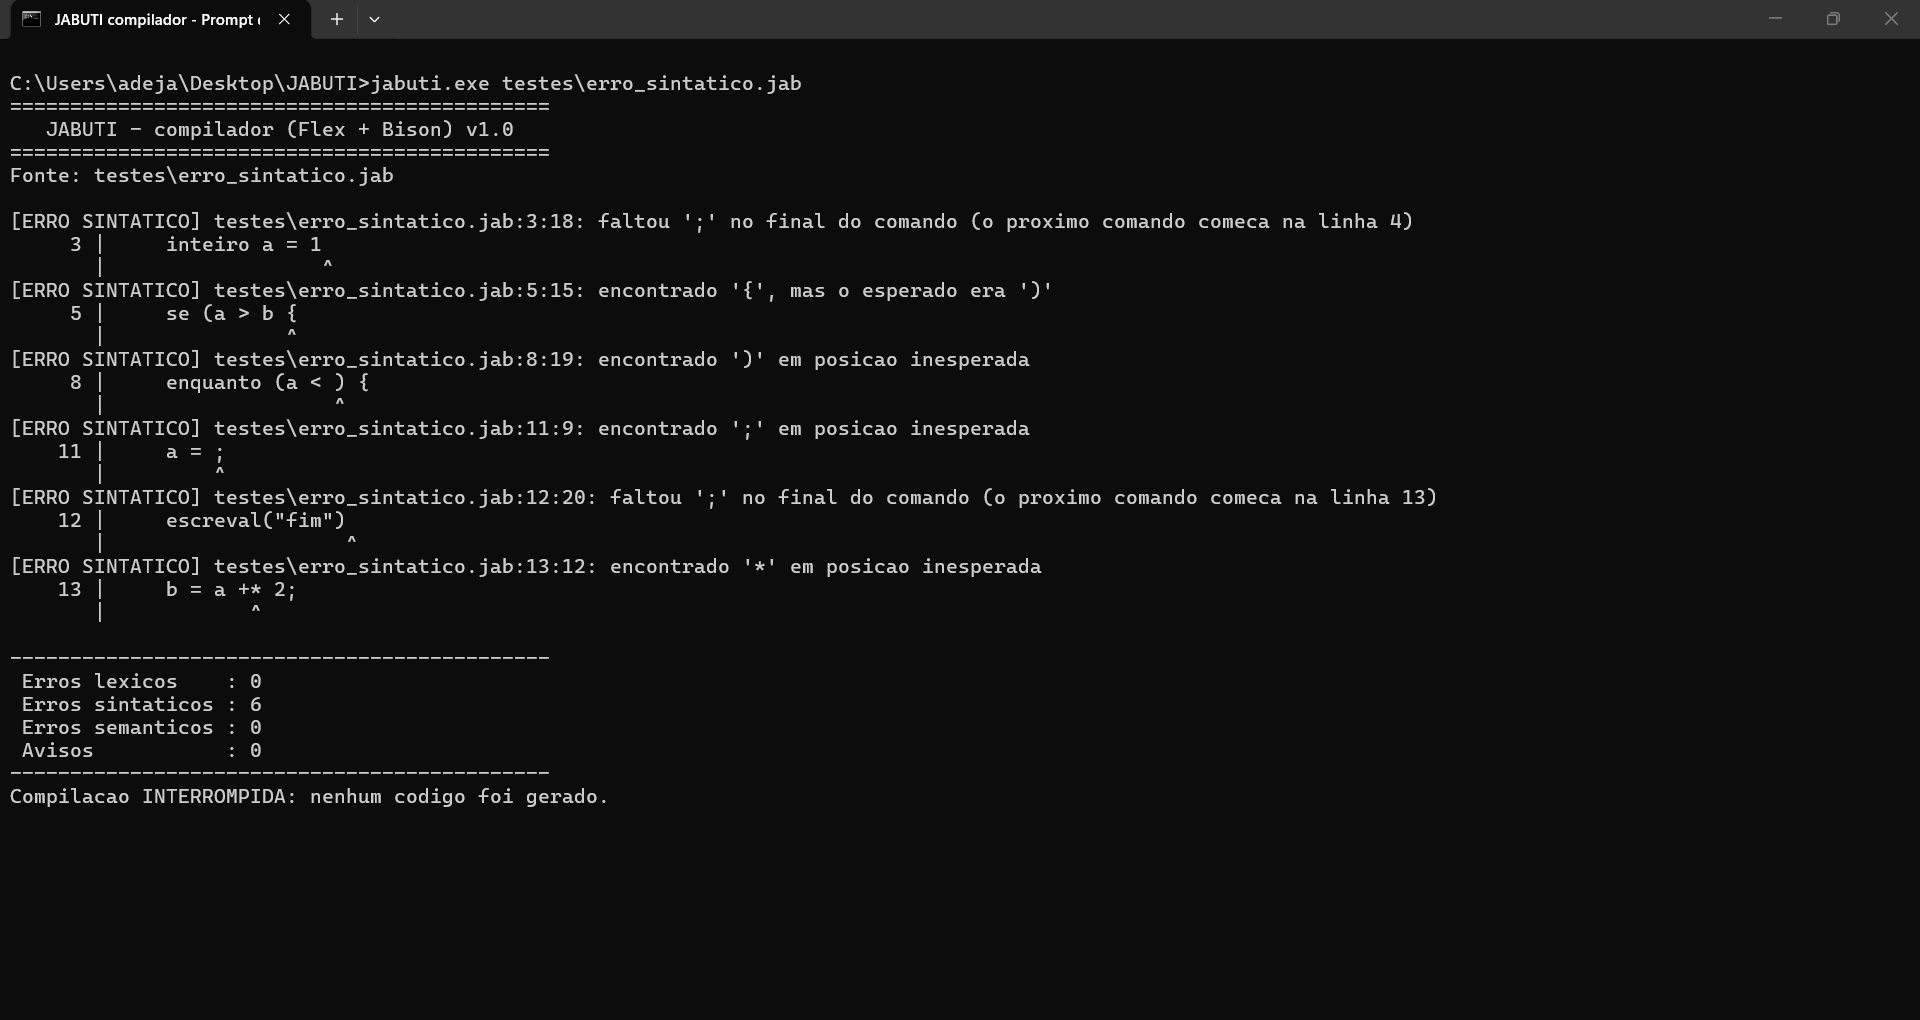 JABUTI compilador - Prompt
C:\Users\adeja\Desktop\JABUTI>jabuti.exe testes\erro_sintatico.jab
=============================================
   JABUTI - compilador (Flex + Bison) v1.0
=============================================
Fonte: testes\erro_sintatico.jab
[ERRO SINTATICO] testes\erro_sintatico.jab:3:18: faltou ';' no final do comando (o proximo comando comeca na linha 4)
     3 |     inteiro a = 1
       |                  ^
[ERRO SINTATICO] testes\erro_sintatico.jab:5:15: encontrado '{', mas o esperado era ')'
     5 |     se (a > b {
       |               ^
[ERRO SINTATICO] testes\erro_sintatico.jab:8:19: encontrado ')' em posicao inesperada
     8 |     enquanto (a < ) {
       |                   ^
[ERRO SINTATICO] testes\erro_sintatico.jab:11:9: encontrado ';' em posicao inesperada
    11 |     a = ;
       |         ^
[ERRO SINTATICO] testes\erro_sintatico.jab:12:20: faltou ';' no final do comando (o proximo comando comeca na linha 13)
    12 |     escreval("fim")
       |                    ^
[ERRO SINTATICO] testes\erro_sintatico.jab:13:12: encontrado '*' em posicao inesperada
    13 |     b = a +* 2;
       |            ^
---------------------------------------------
 Erros lexicos    : 0
 Erros sintaticos : 6
 Erros semanticos : 0
 Avisos           : 0
---------------------------------------------
Compilacao INTERROMPIDA: nenhum codigo foi gerado.